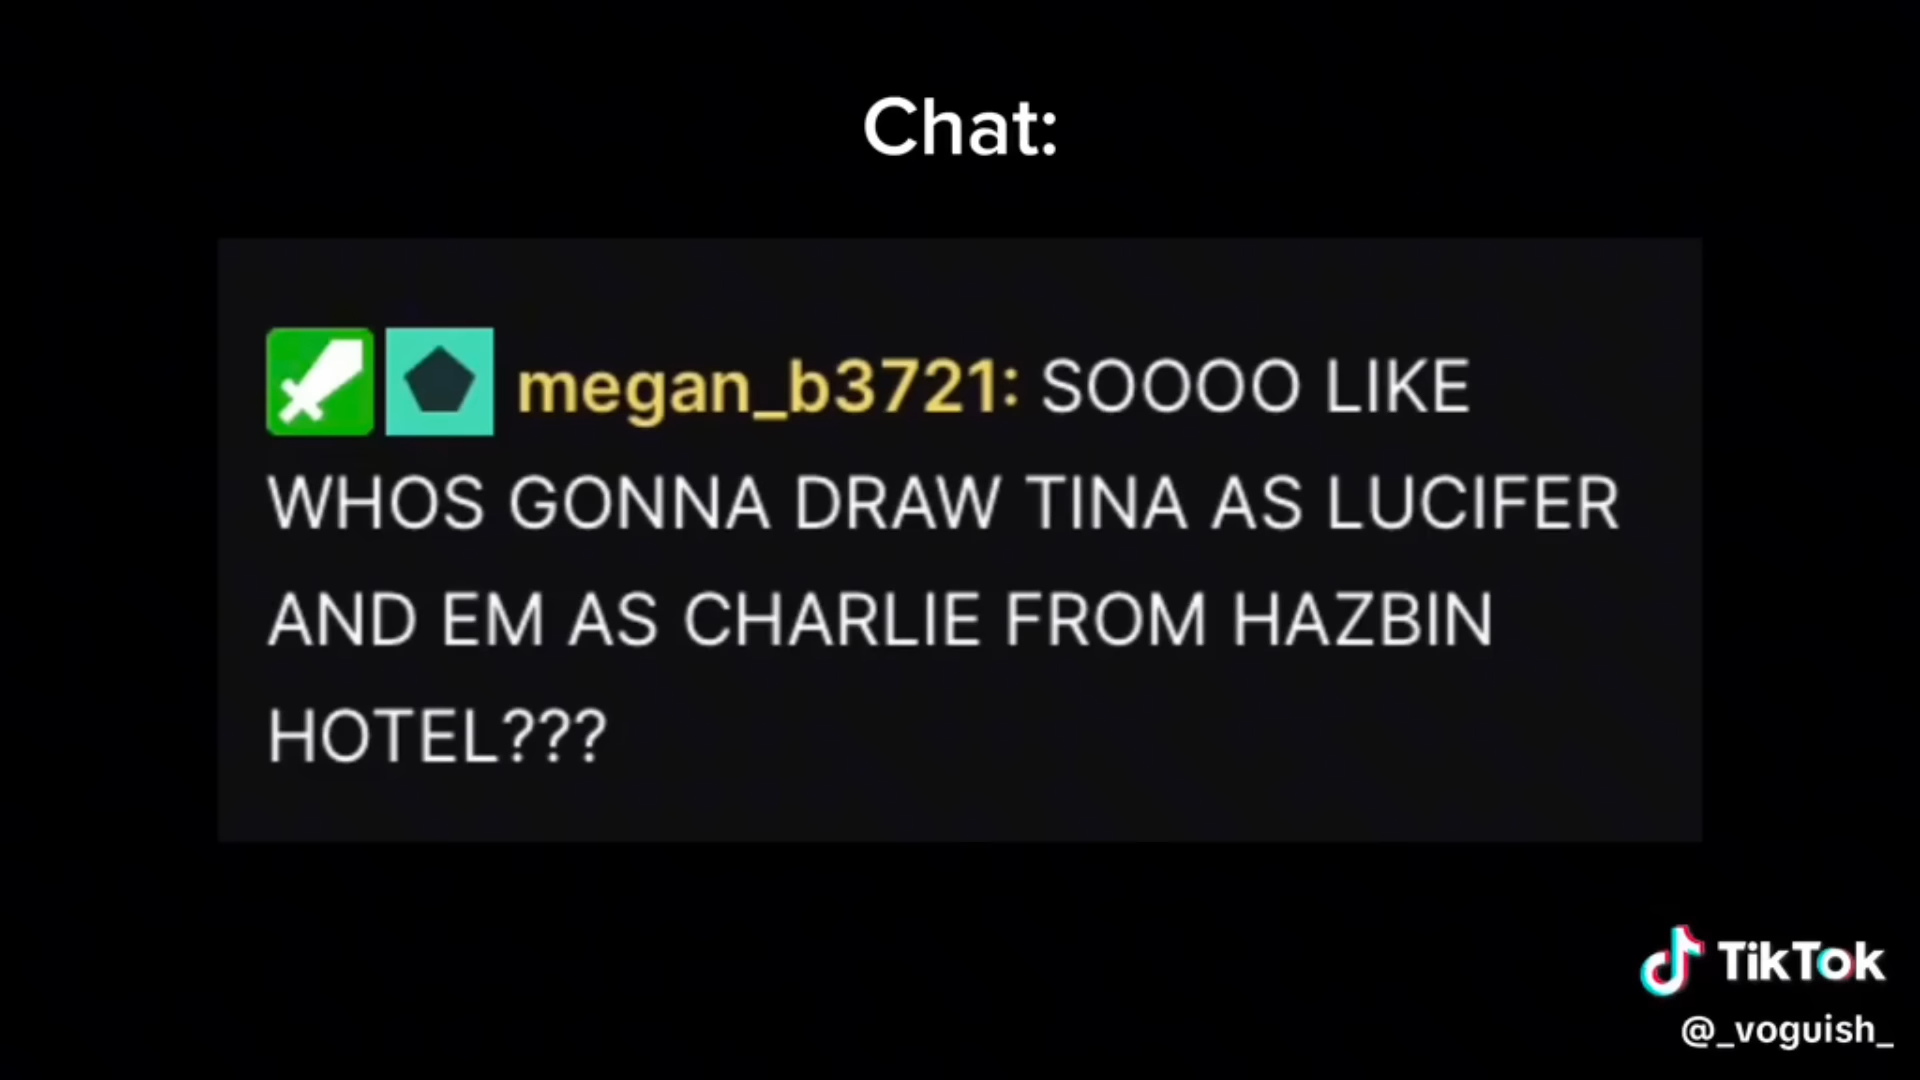 Chat:
megan_b3721: SOOOO LIKE
WHOS GONNA DRAW TINA AS LUCIFER
AND EM AS CHARLIE FROM HAZBIN
HOTEL???
TikTok
@_voguish_